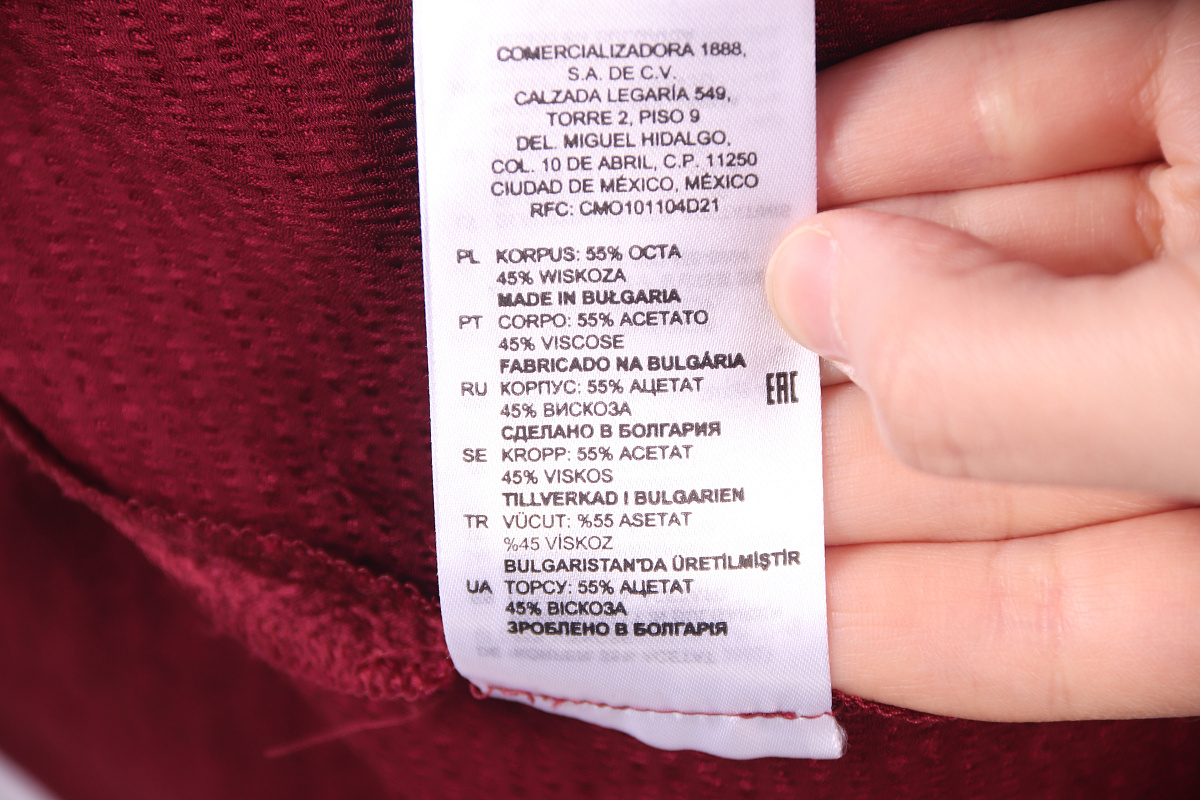 COMERCIALIZADORA 1888,
S.A. DE C.V.
CALZADA LEGARÍA 549,
TORRE 2, PISO 9
DEL. MIGUEL HIDALGO,
COL. 10 DE ABRIL, C.P. 11250
CIUDAD DE MÉXICO, MÉXICO
RFC: CMO101104D21
PL KORPUS: 55% OCTA
45% WISKOZA
MADE IN BUŁGARIA
PT CORPO: 55% ACETATO
45% VISCOSE
FABRICADO NA BULGÁRIA
RU КОРПУС: 55% АЦЕТАТ
45% ВИСКОЗА
EAC
СДЕЛАНО В БОЛГАРИЯ
SE KROPP: 55% ACETAT
45% VISKOS
TILLVERKAD I BULGARIEN
TR VÜCUT: %55 ASETAT
%45 VİSKOZ
BULGARISTAN'DA ÜRETİLMİŞTİR
UA ТОРСУ: 55% АЦЕТАТ
45% ВІСКОЗА
ЗРОБЛЕНО В БОЛГАРІЯ